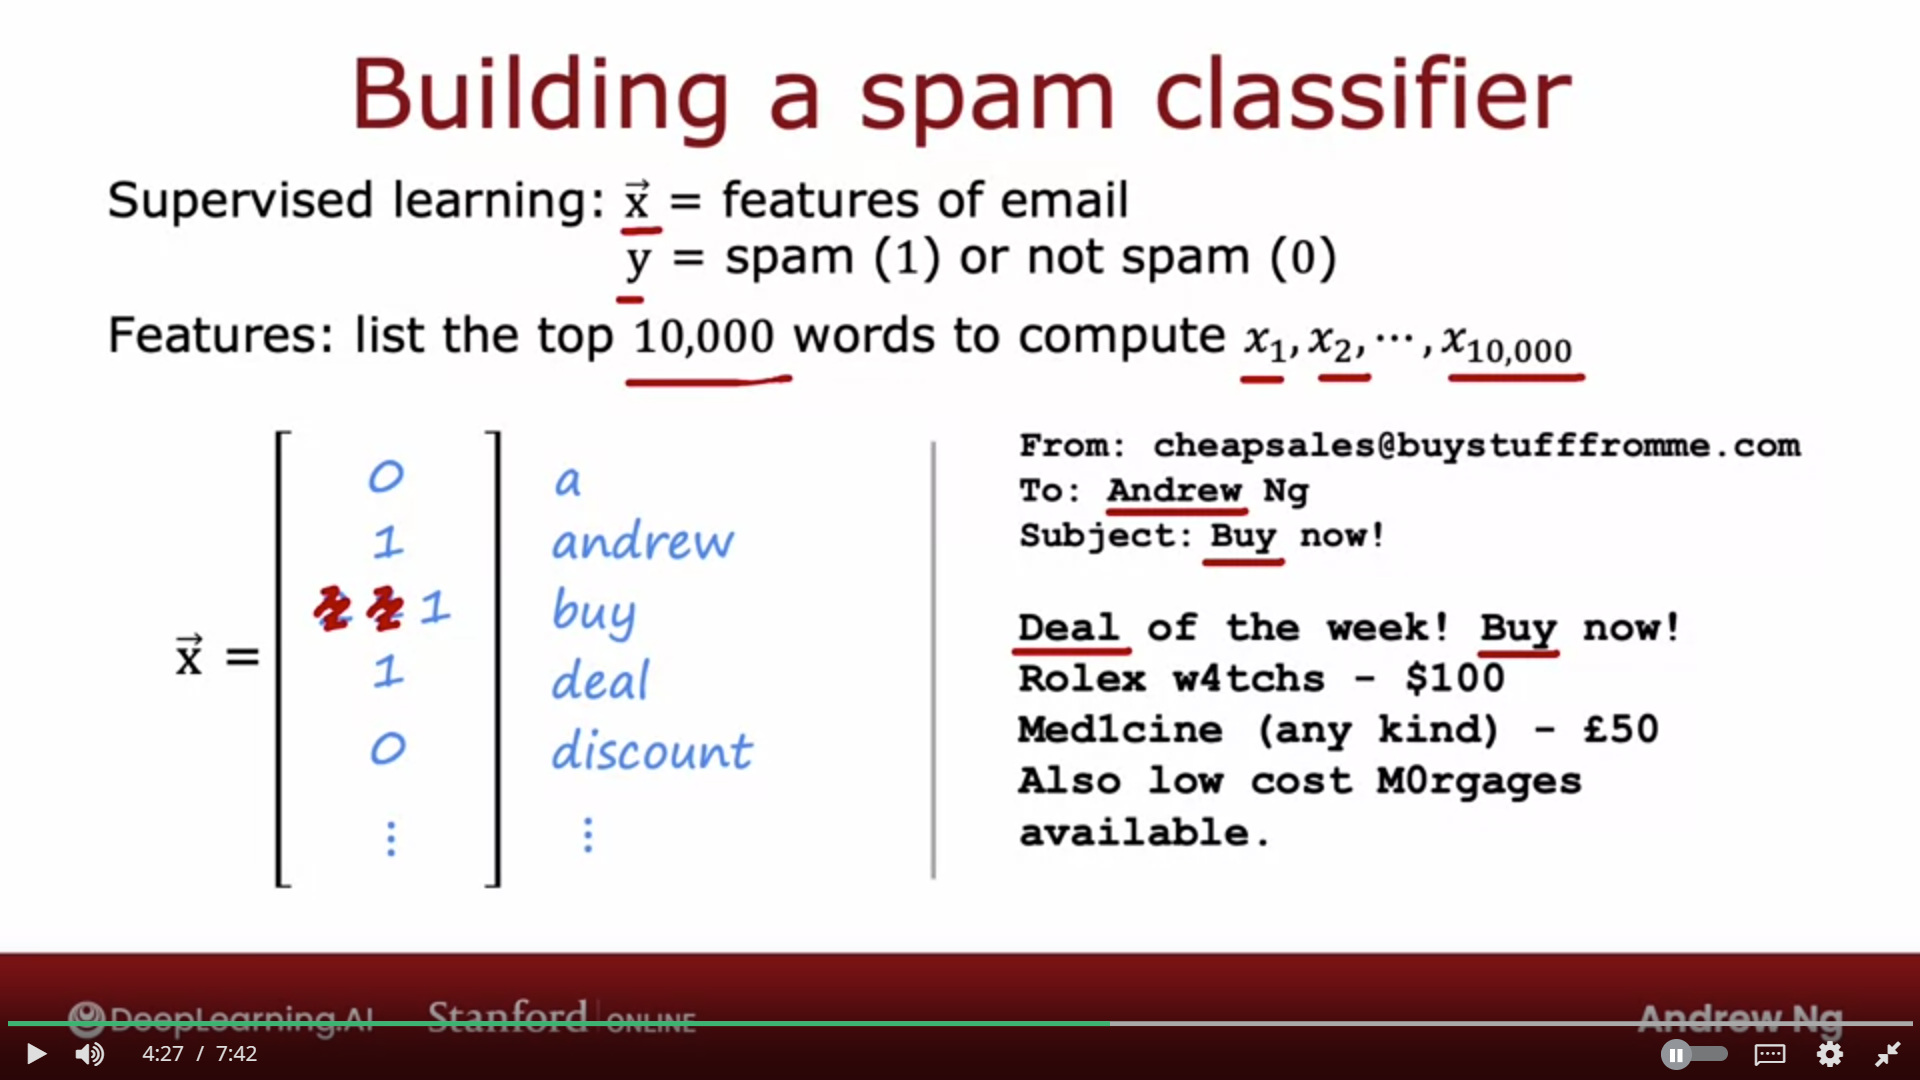 Building a spam classifier
Supervised learning: x⃗ = features of email
y = spam (1) or not spam (0)
Features: list the top 10,000 words to compute x₁, x₂, ⋯, x₁₀,₀₀₀
x⃗ =
0 a
1 andrew
1 buy
1 deal
0 discount
⋮ ⋮
From: cheapsales@buystufffromme.com
To: Andrew Ng
Subject: Buy now!
Deal of the week! Buy now!
Rolex w4tchs - $100
Med1cine (any kind) - £50
Also low cost M0rgages
available.
DeepLearning.AI Stanford | ONLINE Andrew Ng
4:27 / 7:42